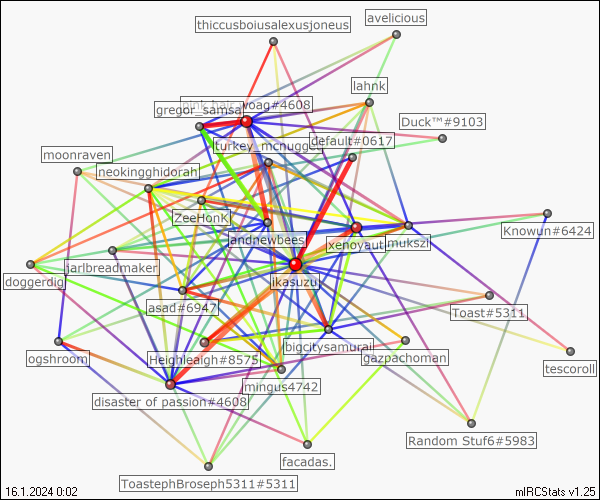 thiccusboiusalexusjoneus
avelicious
lahnk
voag#4608
gregor_samsa
Duck™#9103
default#0617
turkey_mcnugget
moonraven
neokingghidorah
ZeeHonk
Knowun#6424
andnewbees
xenovaut
mukszi
jarlbreadmaker
doggerdig
ikasuzu
asad#6947
Toast#5311
bigcitysamurai
ogshroom
Heighleaigh#8575
gazpachoman
tescoroll
mingus4742
disaster of passion#4608
Random Stuf6#5983
facadas.
ToastephBroseph5311#5311
16.1.2024 0:02
mIRCStats v1.25